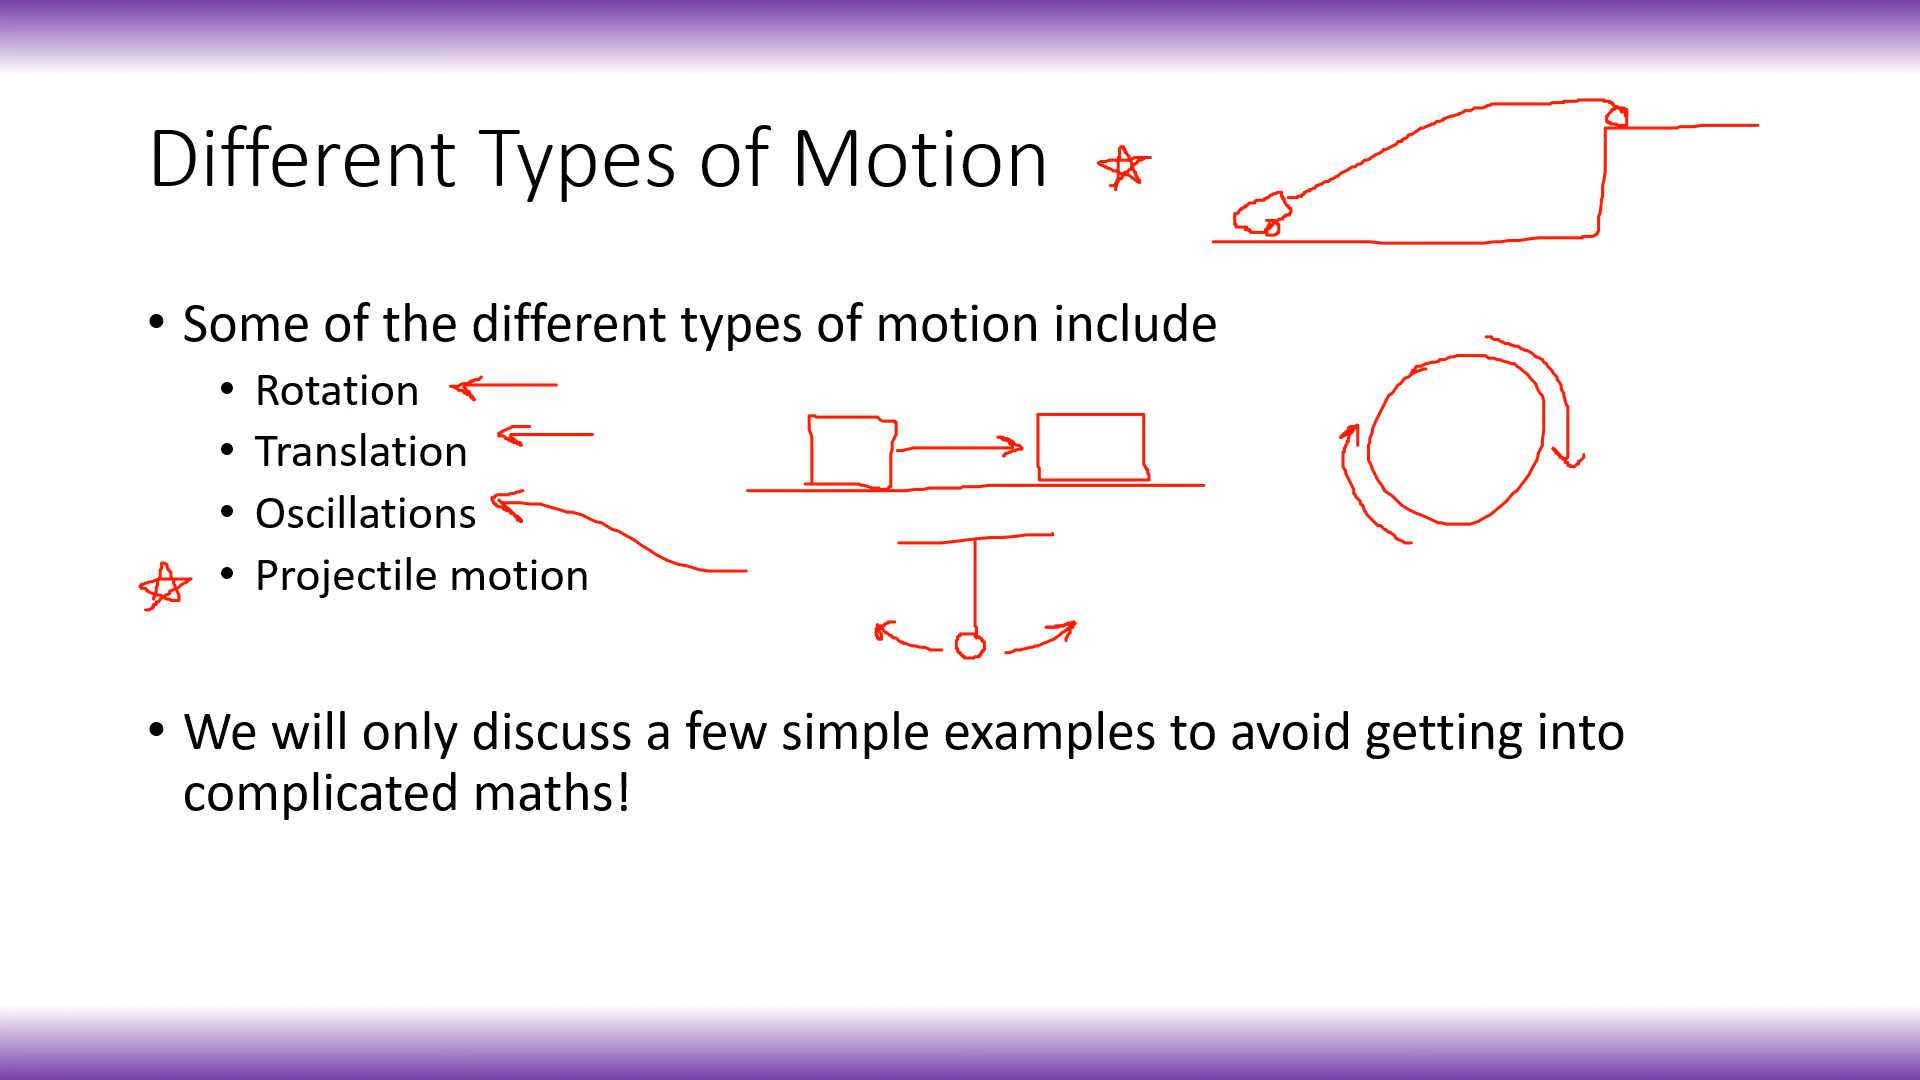 Different Types of Motion
• Some of the different types of motion include
• Rotation
• Translation
• Oscillations
• Projectile motion
• We will only discuss a few simple examples to avoid getting into
complicated maths!